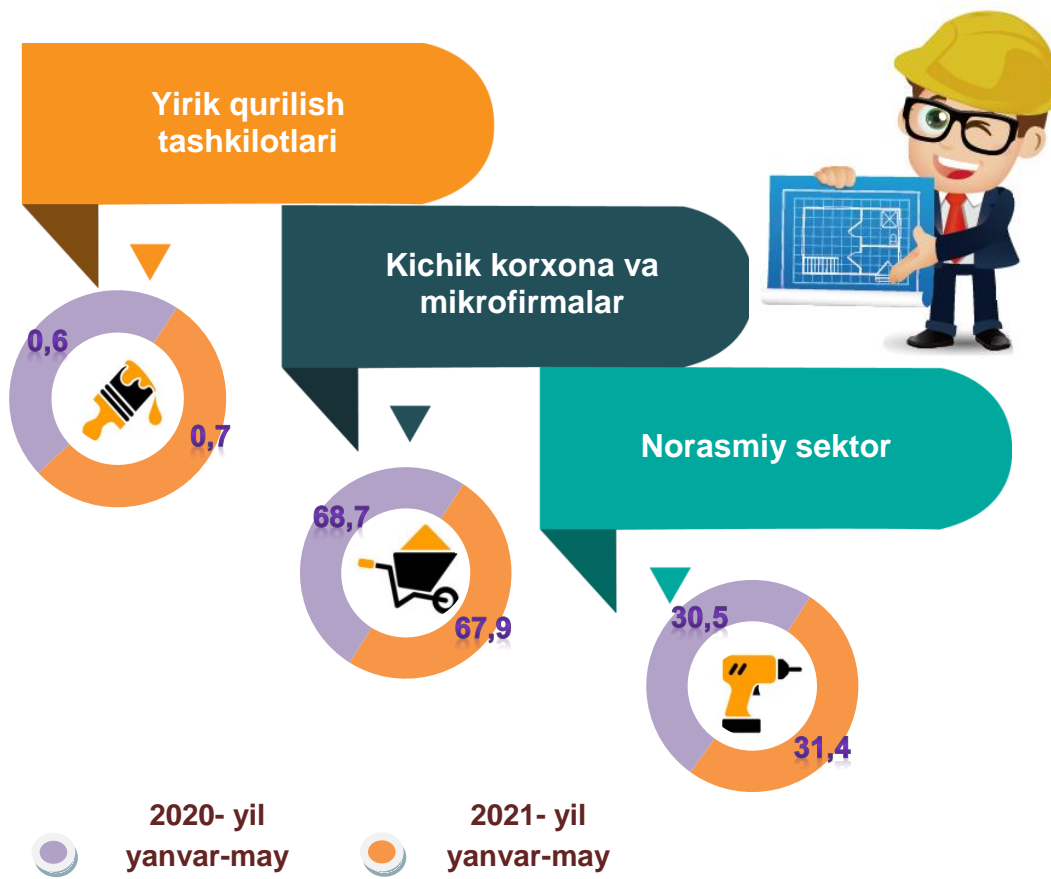 Yirik qurilish
tashkilotlari
Kichik korxona va
mikrofirmalar
0,6
0,7
Norasmiy sektor
68,7
67,9
30,5
31,4
2020- yil
yanvar-may
2021- yil
yanvar-may